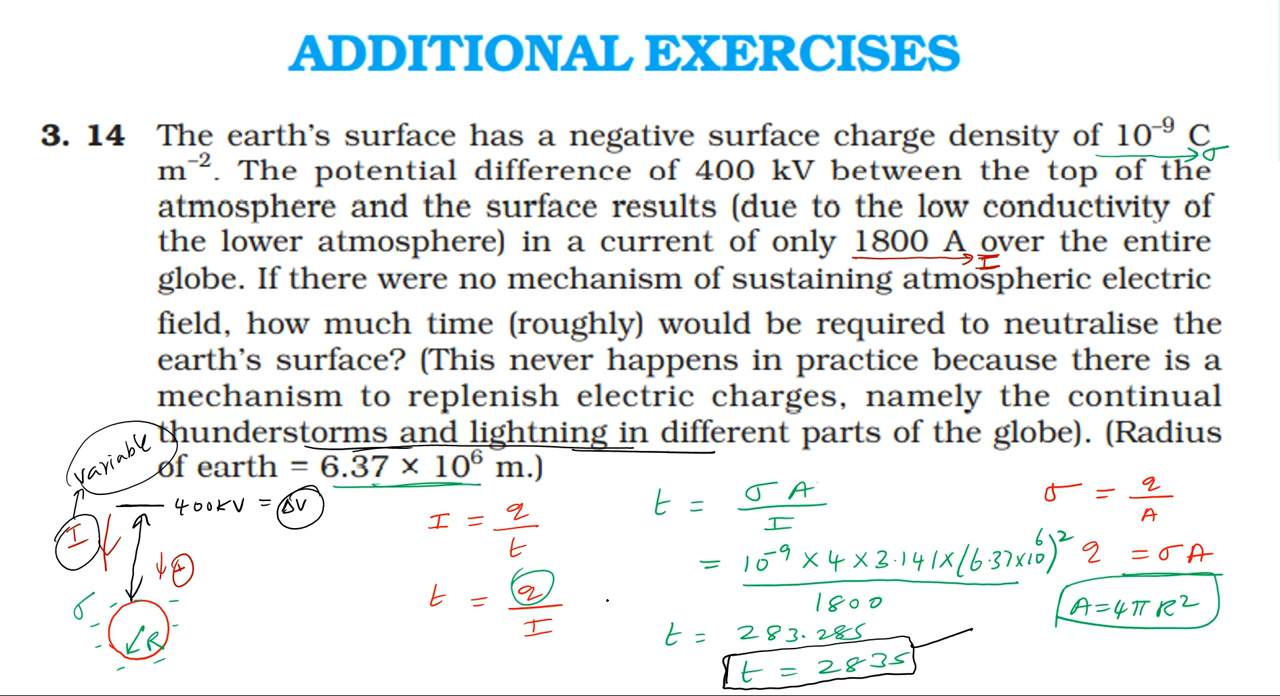 ADDITIONAL EXERCISES
3. 14 The earth's surface has a negative surface charge density of 10⁻⁹ C
σ
m⁻². The potential difference of 400 kV between the top of the
atmosphere and the surface results (due to the low conductivity of
the lower atmosphere) in a current of only 1800 A over the entire
I
globe. If there were no mechanism of sustaining atmospheric electric
field, how much time (roughly) would be required to neutralise the
earth's surface? (This never happens in practice because there is a
mechanism to replenish electric charges, namely the continual
thunderstorms and lightning in different parts of the globe). (Radius
of earth = 6.37 × 10⁶ m.)
variable
400KV = ΔV
I
↓ I
σ
R
I = q/t
t = q/I
t = σA/I
= 10⁻⁹ × 4 × 3.141 × (6.37×10⁶)²/1800
t = 283.285
t = 283s
σ = q/A
q = σA
A=4πR²